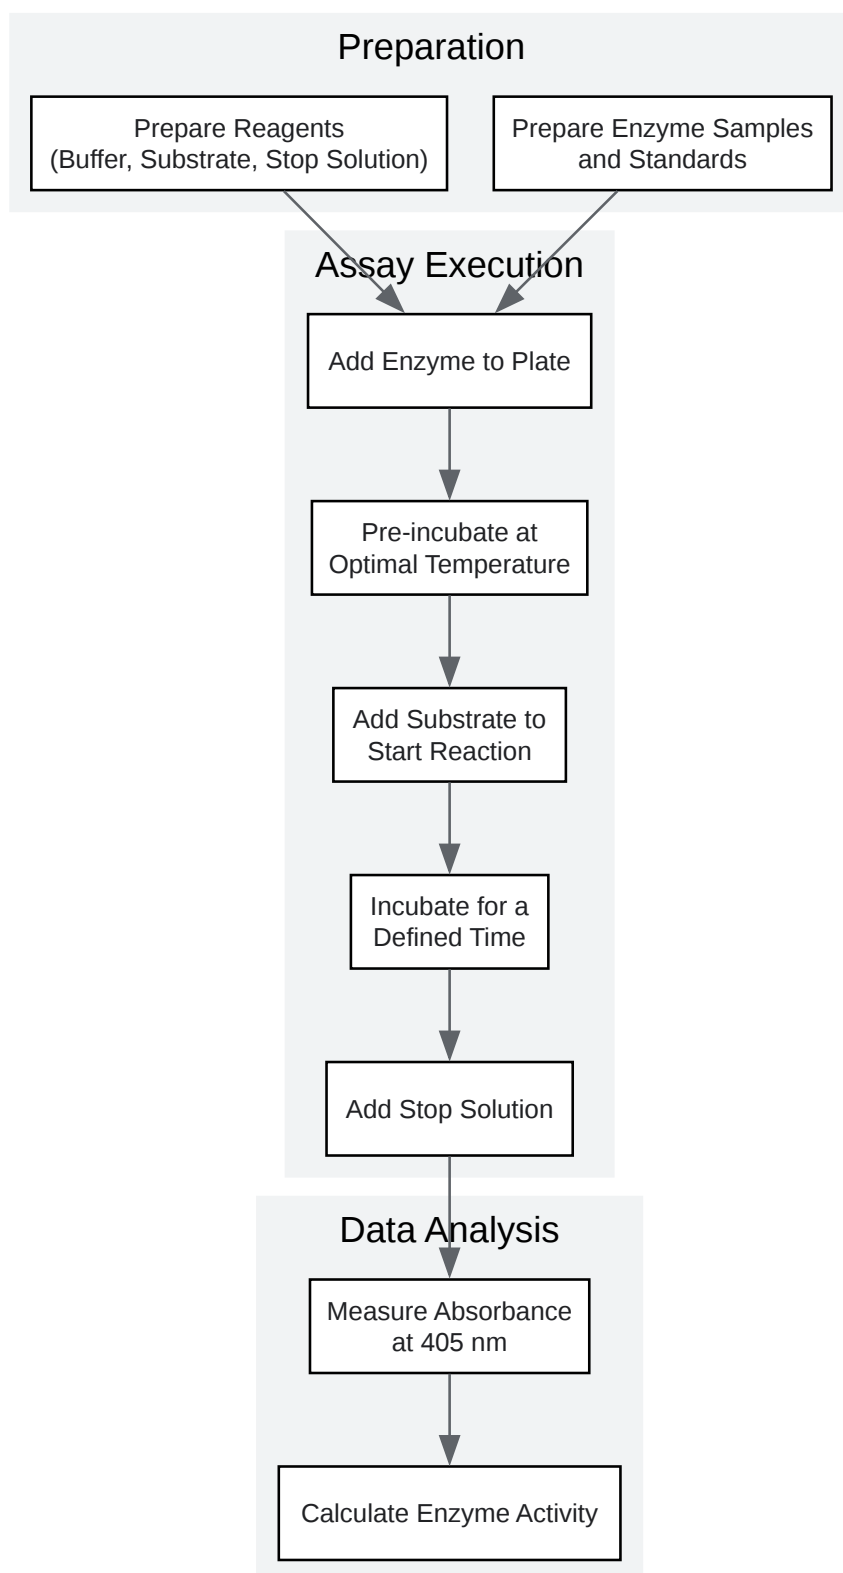 Preparation
Prepare Reagents
(Buffer, Substrate, Stop Solution)
Prepare Enzyme Samples
and Standards
Assay Execution
Add Enzyme to Plate
Pre-incubate at
Optimal Temperature
Add Substrate to
Start Reaction
Incubate for a
Defined Time
Add Stop Solution
Data Analysis
Measure Absorbance
at 405 nm
Calculate Enzyme Activity